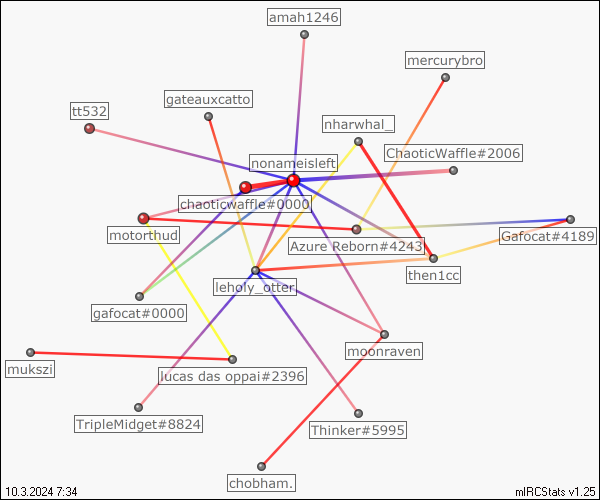 amah1246
mercurybro
gateauxcatto
tt532
nharwhal_
ChaoticWaffle#2006
nonameisleft
chaoticwaffle#0000
motorthud
Azure Reborn#4243
Gafocat#4189
then1cc
leholy_otter
gafocat#0000
moonraven
mukszi
lucas das oppai#2396
TripleMidget#8824
Thinker#5995
chobham.
10.3.2024 7:34
mIRCStats v1.25